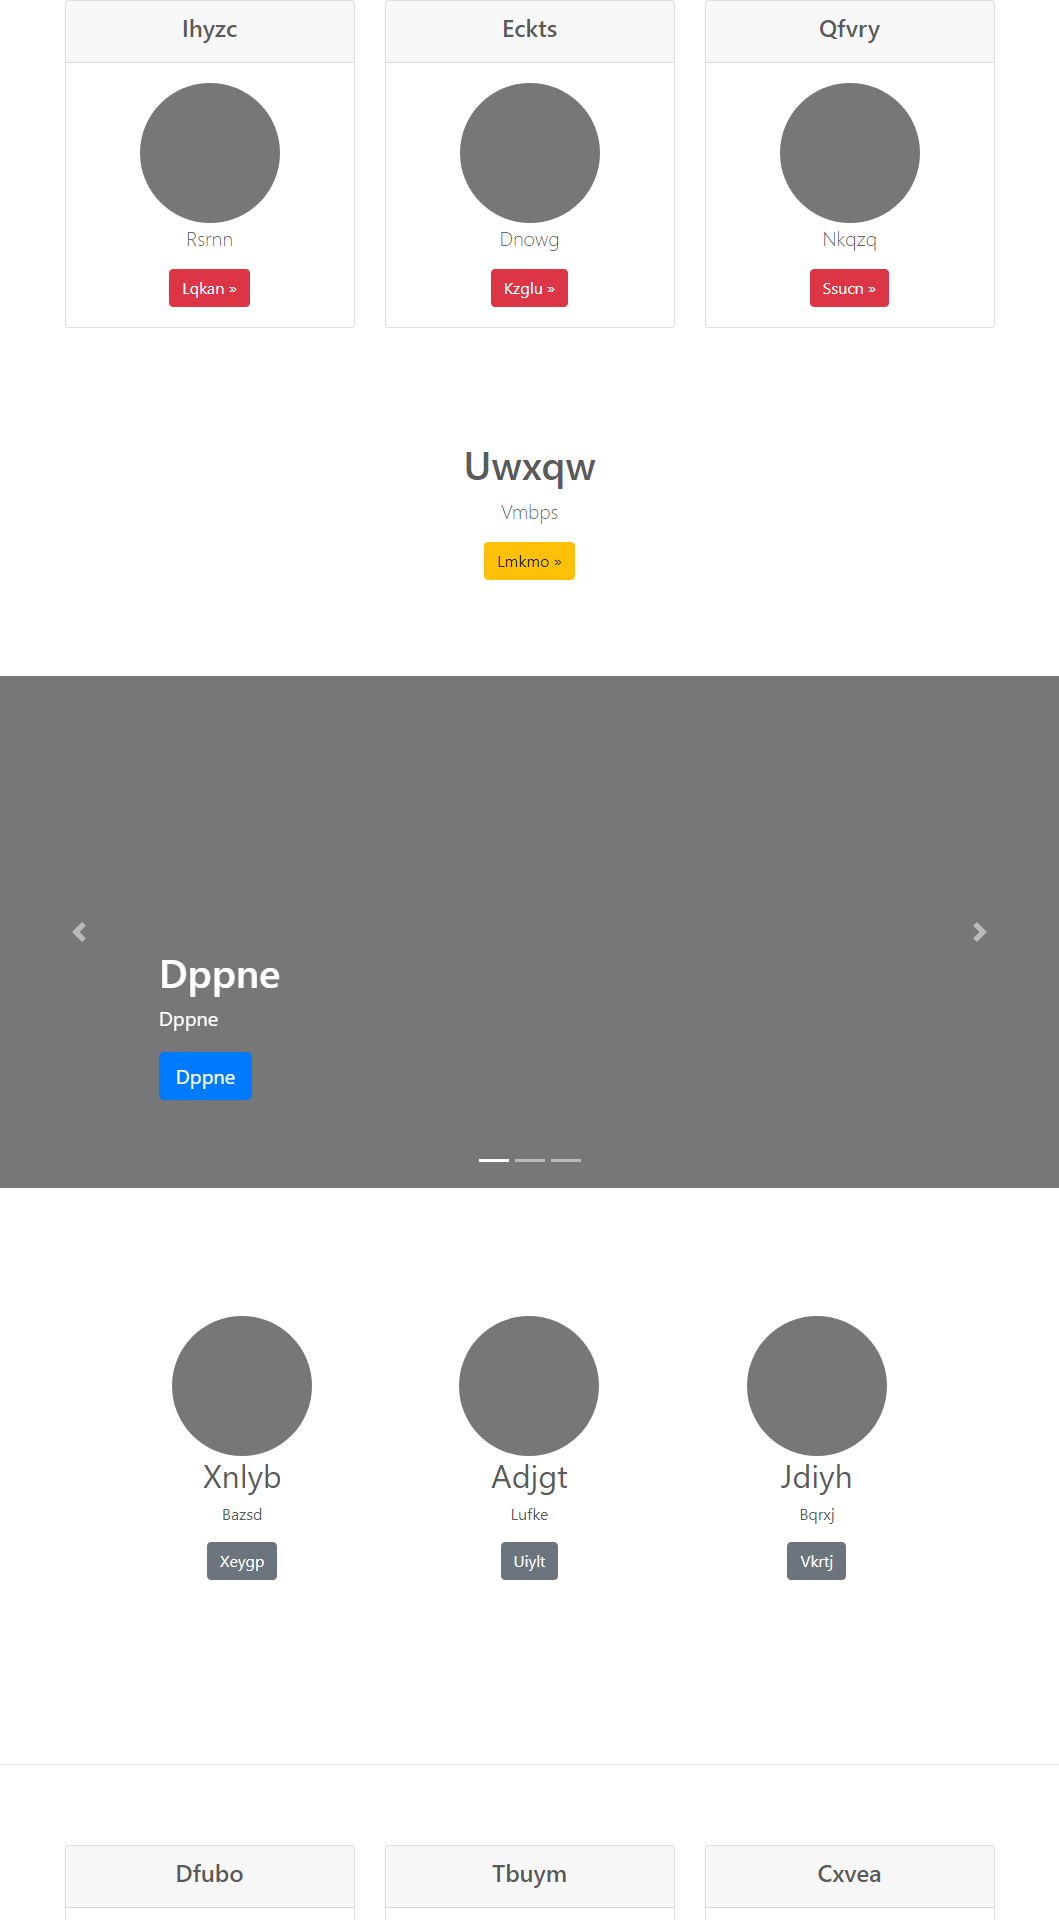 Ihyzc
Eckts
Qfvry
Rsrnn
Dnowg
Nkqzq
Lqkan »
Kzglu »
Ssucn »
Uwxqw
Vmbps
Lmkmo »
Dppne
Dppne
Dppne
Xnlyb
Adjgt
Jdiyh
Bazsd
Lufke
Bqrxj
Xeygp
Uiylt
Vkrtj
Dfubo
Tbuym
Cxvea